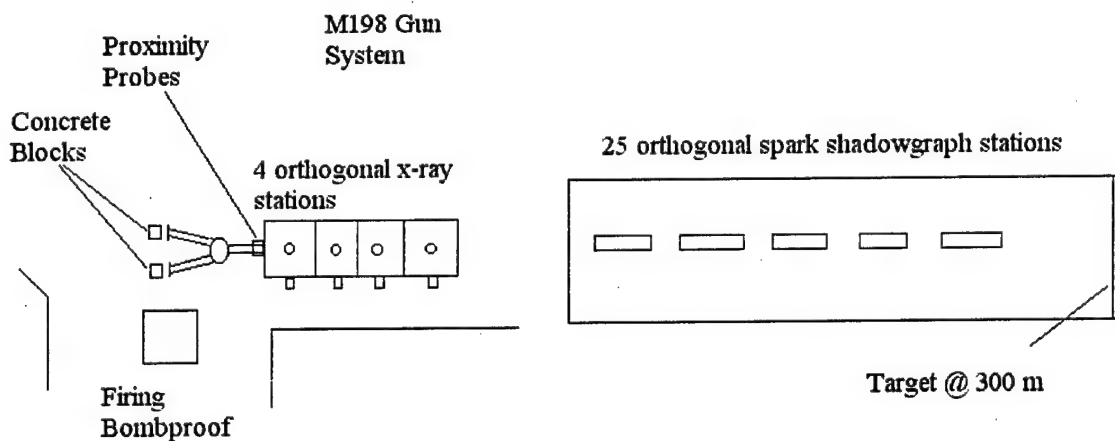 M198 Gun
System
Proximity
Probes
Concrete
Blocks
4 orthogonal x-ray
stations
25 orthogonal spark shadowgraph stations
Target @ 300 m
Firing
Bombproof